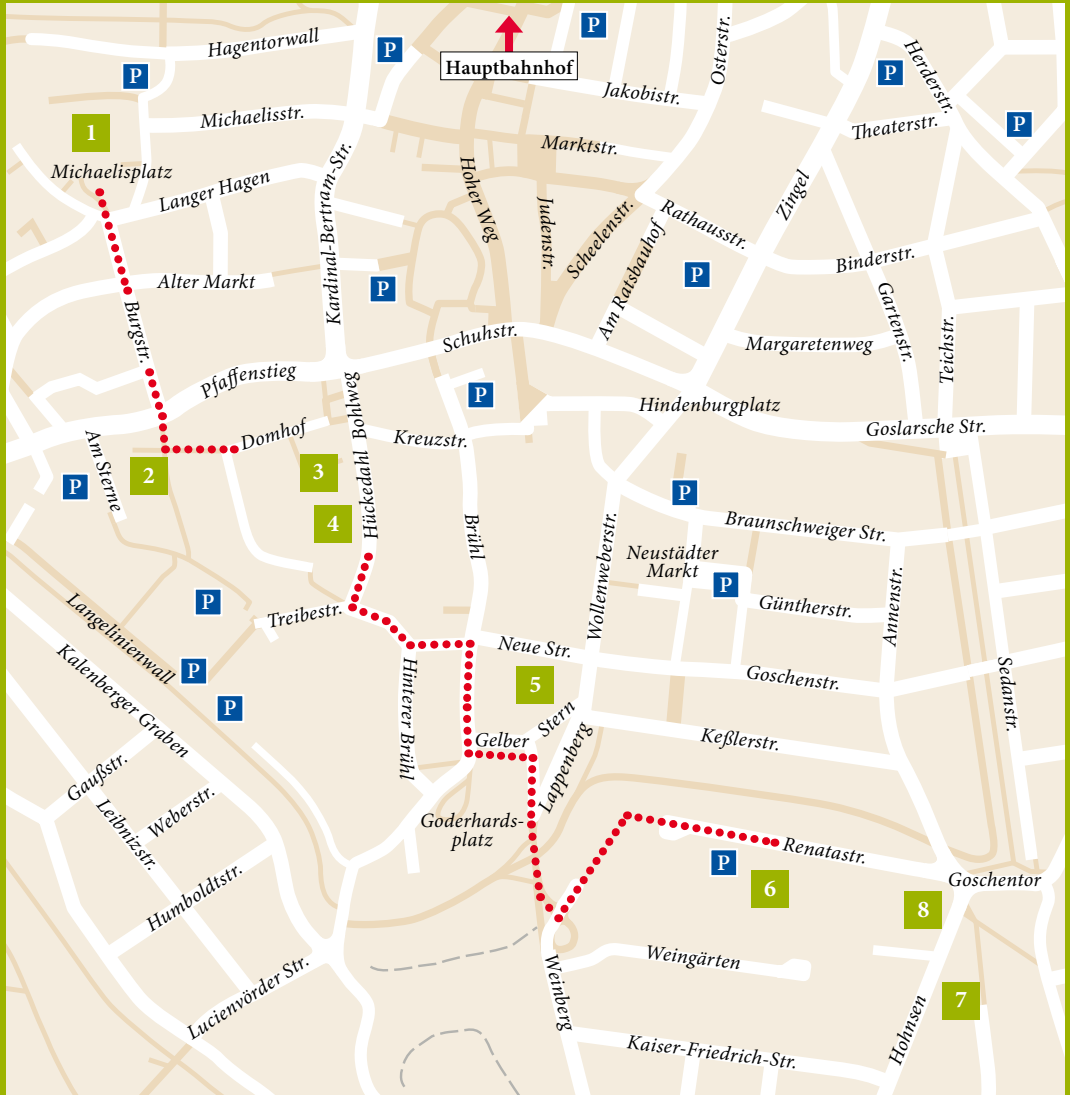 Hagentorwall
P
P
P
Hauptbahnhof
Osterstr.
Herderstr.
P
Jakobistr.
Michaelisstr.
Theaterstr.
P
1
Marktstr.
Michaelisplatz
Langer Hagen
Kardinal-Bertram-Str.
Hoher Weg
Judenstr.
Scheelenstr.
Am Ratsbauhof
Rathausstr.
Zingel
Binderstr.
P
Alter Markt
P
Gartenstr.
Teichstr.
Burgstr.
Schuhstr.
Margaretenweg
Pfaffenstieg
P
Hindenburgplatz
Goslarsche Str.
Bohlweg
Domhof
Kreuzstr.
Am Sterne
2
3
P
P
Hückedahl
4
Brühl
Braunschweiger Str.
Wollenweberstr.
Neustädter
Markt
P
Güntherstr.
Annenstr.
P
Treibestr.
Langelinienwall
Kalenberger Graben
P
P
Neue Str.
5
Goschenstr.
Sedanstr.
Hinterer Brühl
Gelber
Stern
Keßlerstr.
Lappenberg
Gaußstr.
Leibnizstr.
Weberstr.
Goderhards-
platz
Renatastr.
P
6
Goschentor
8
Humboldtstr.
Weingärten
Lucienvörder Str.
Weinberg
7
Hohnsen
Kaiser-Friedrich-Str.